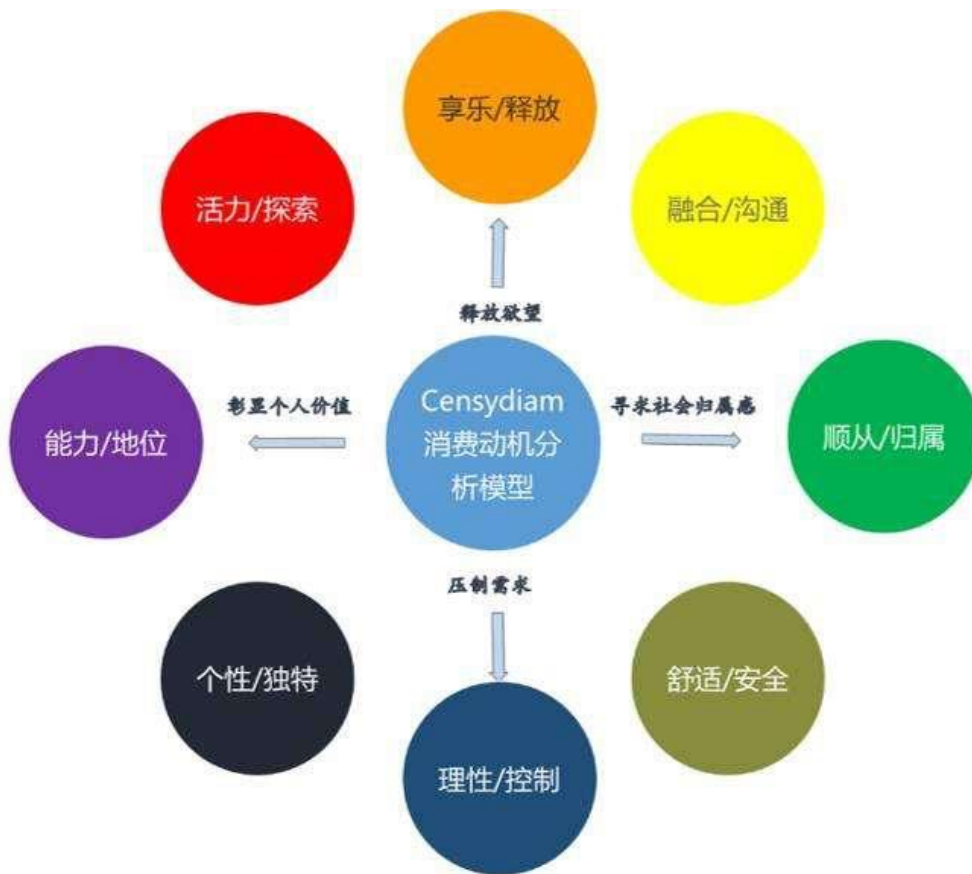 享乐/释放
活力/探索
融合/沟通
释放欲望
彰显个人价值
Censydiam
消费动机分
析模型
寻求社会归属感
能力/地位
顺从/归属
压制需求
个性/独特
舒适/安全
理性/控制